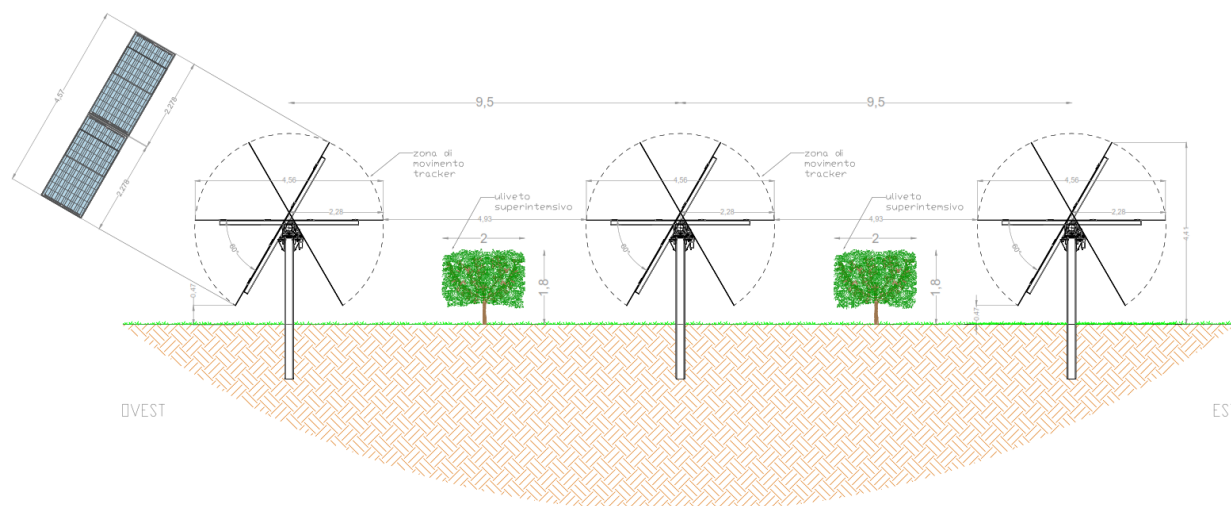 4,57
2.278
2.278
9,5
9,5
zona di
movimento
tracker
zona di
movimento
tracker
4,56
4,56
4,56
uliveto
superintensivo
uliveto
superintensivo
2,28
4,93
2,28
4,93
2,28
60°
2
60°
2
60°
4,41
0,47
1,8
1,8
0,47
OVEST
ES